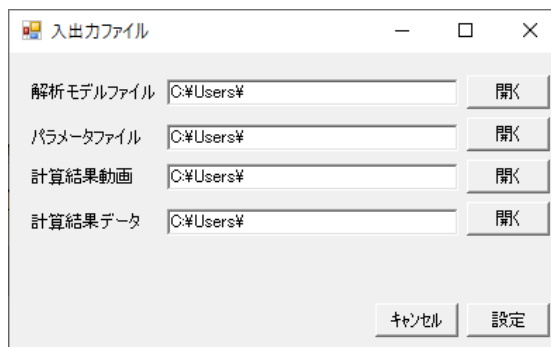 入出力ファイル
解析モデルファイル C:¥Users¥ 開く
パラメータファイル C:¥Users¥ 開く
計算結果動画 C:¥Users¥ 開く
計算結果データ C:¥Users¥ 開く
キャンセル 設定